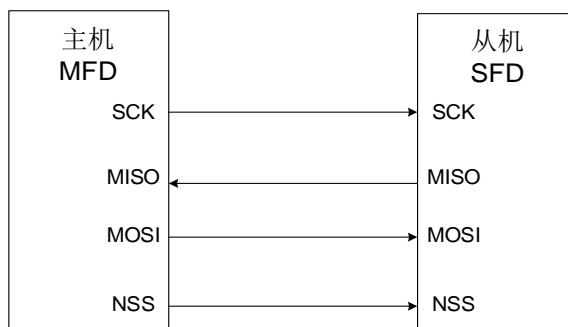 主机 从机
MFD SFD
SCK SCK
MISO MISO
MOSI MOSI
NSS NSS